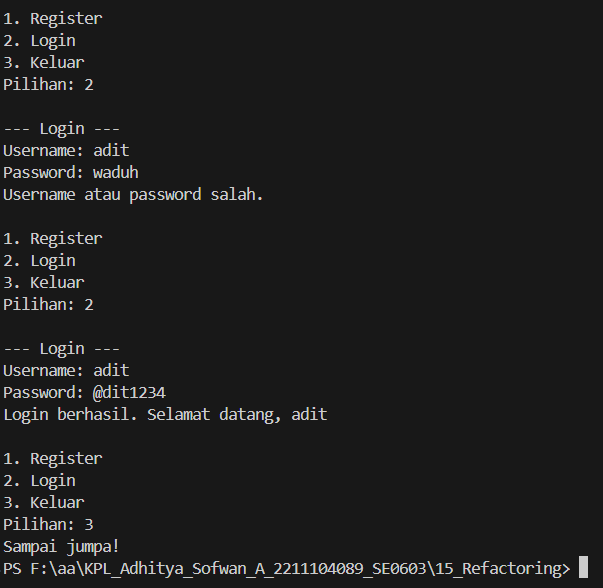 1. Register
2. Login
3. Keluar
Pilihan: 2
--- Login ---
Username: adit
Password: waduh
Username atau password salah.
1. Register
2. Login
3. Keluar
Pilihan: 2
--- Login ---
Username: adit
Password: @dit1234
Login berhasil. Selamat datang, adit
1. Register
2. Login
3. Keluar
Pilihan: 3
Sampai jumpa!
PS F:\aa\KPL_Adhitya_Sofwan_A_2211104089_SE0603\15_Refactoring>